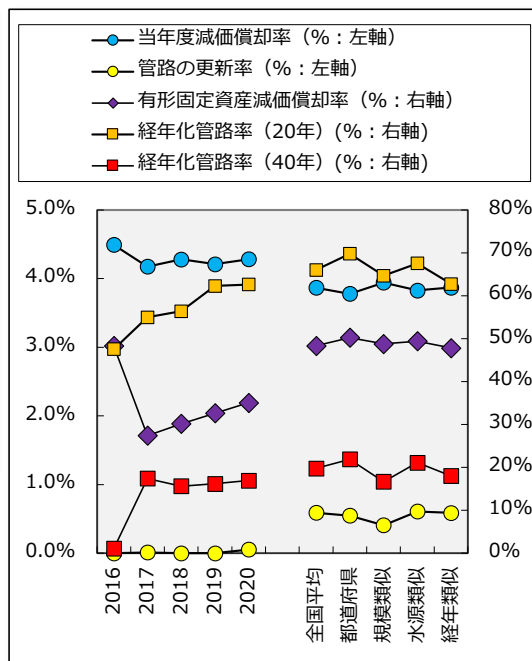 当年度減価償却率（%：左軸）
管路の更新率（%：左軸）
有形固定資産減価償却率（%：右軸）
経年化管路率（20年）(%：右軸)
経年化管路率（40年）(%：右軸)
5.0%
4.0%
3.0%
2.0%
1.0%
0.0%
80%
70%
60%
50%
40%
30%
20%
10%
0%
2016
2017
2018
2019
2020
全国平均
都道府県
規模類似
水源類似
経年類似